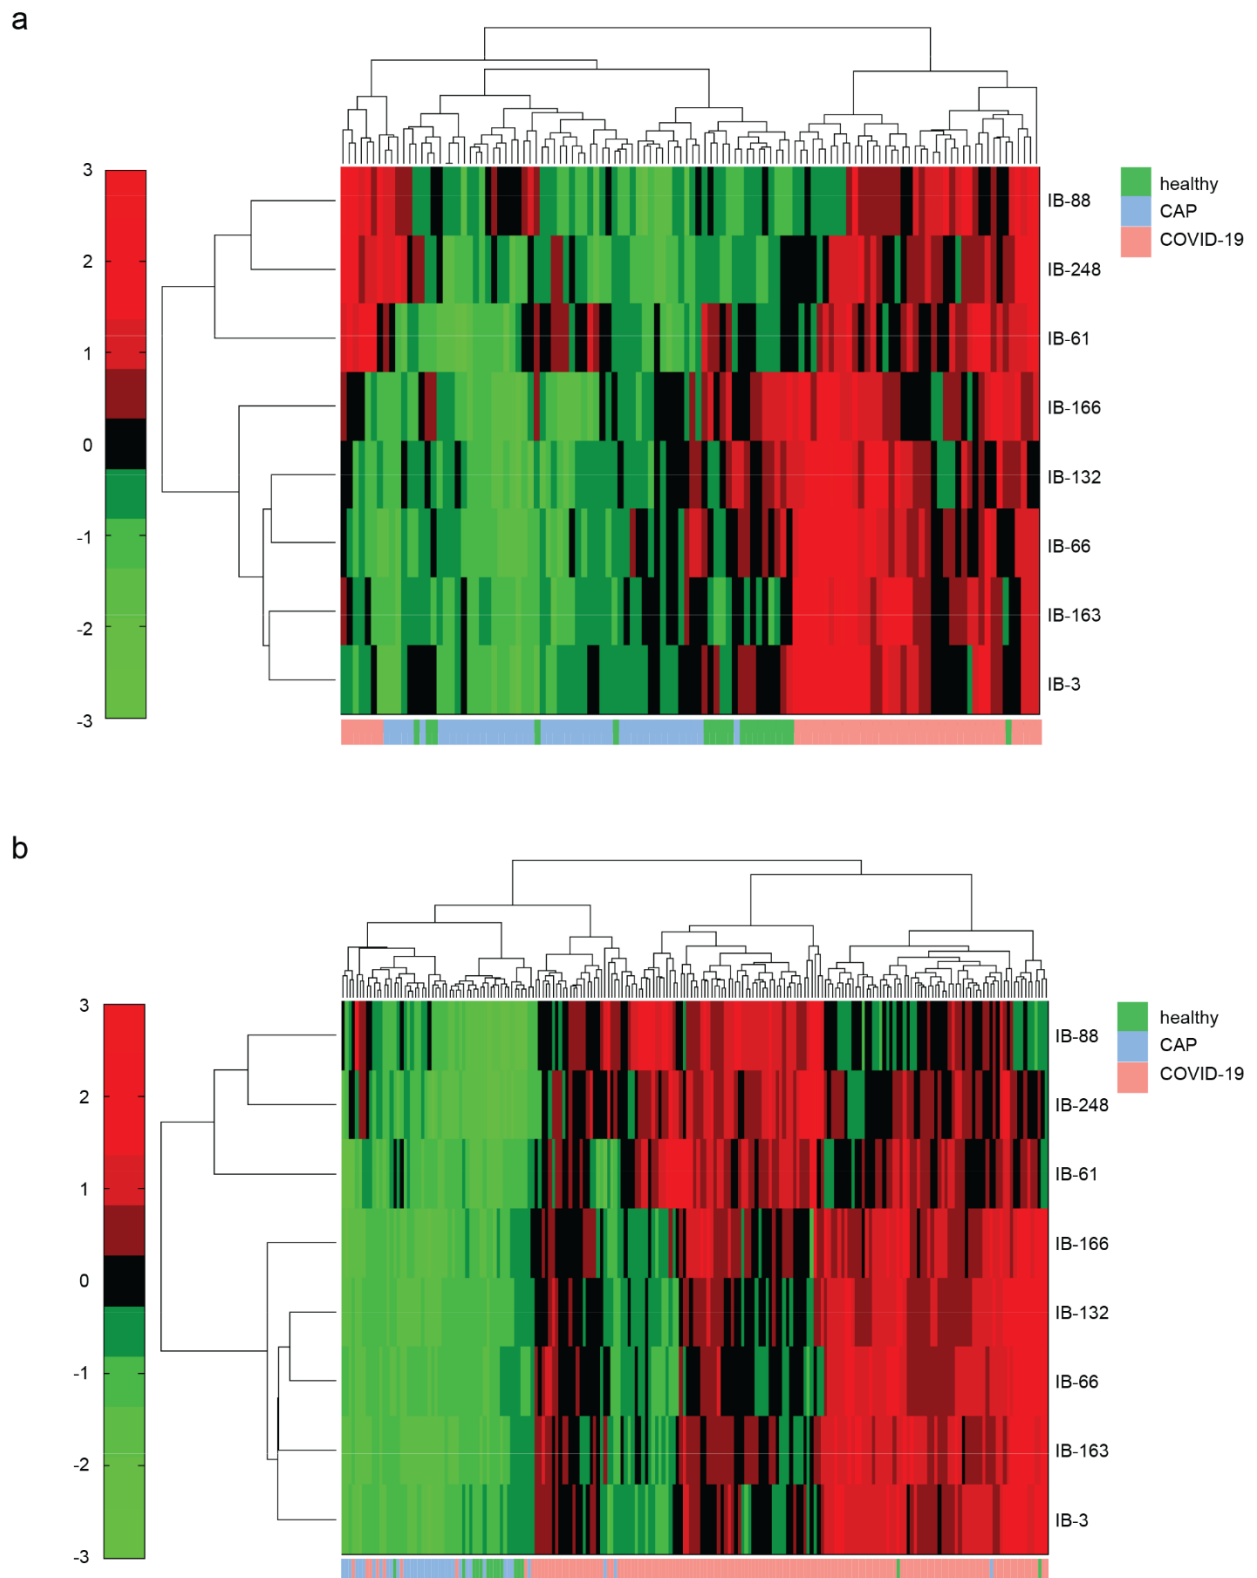 a
3
2
1
0
-1
-2
-3
IB-88
IB-248
IB-61
IB-166
IB-132
IB-66
IB-163
IB-3
healthy
CAP
COVID-19
b
3
2
1
0
-1
-2
-3
IB-88
IB-248
IB-61
IB-166
IB-132
IB-66
IB-163
IB-3
healthy
CAP
COVID-19